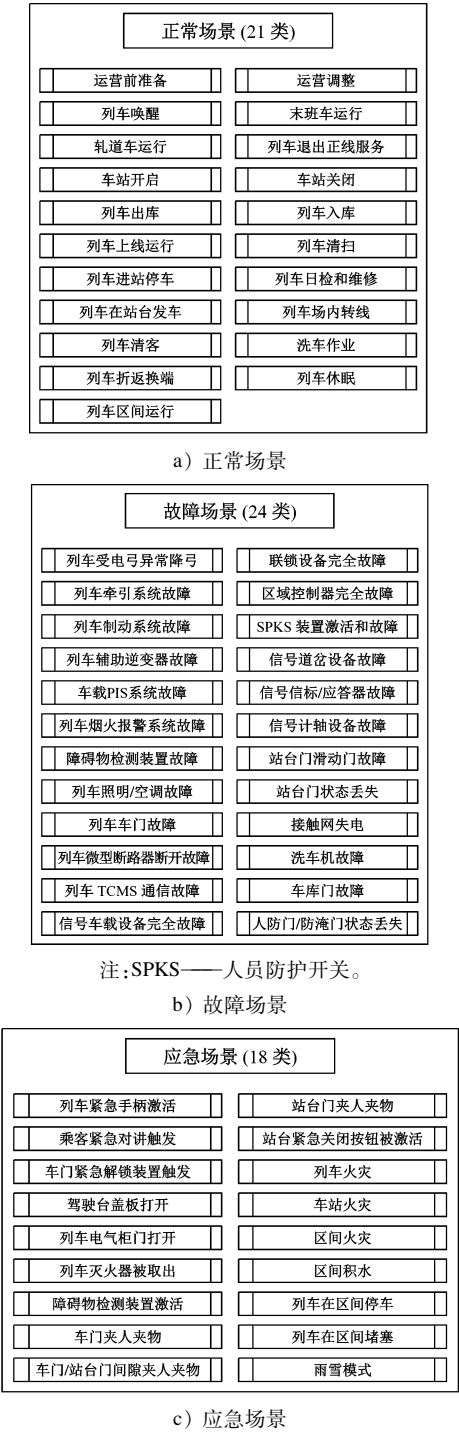 正常场景 (21 类)
运营前准备
运营调整
列车唤醒
末班车运行
轧道车运行
列车退出正线服务
车站开启
车站关闭
列车出库
列车入库
列车上线运行
列车清扫
列车进站停车
列车日检和维修
列车在站台发车
列车场内转线
列车清客
洗车作业
列车折返换端
列车休眠
列车区间运行
a）正常场景
故障场景 (24 类)
列车受电弓异常降弓
联锁设备完全故障
列车牵引系统故障
区域控制器完全故障
列车制动系统故障
SPKS 装置激活和故障
列车辅助逆变器故障
信号道岔设备故障
车载PIS系统故障
信号信标/应答器故障
列车烟火报警系统故障
信号计轴设备故障
障碍物检测装置故障
站台门滑动门故障
列车照明/空调故障
站台门状态丢失
列车车门故障
接触网失电
列车微型断路器断开故障
洗车机故障
列车 TCMS 通信故障
车库门故障
信号车载设备完全故障
人防门/防淹门状态丢失
注:SPKS——人员防护开关。
b）故障场景
应急场景 (18 类)
列车紧急手柄激活
站台门夹人夹物
乘客紧急对讲触发
站台紧急关闭按钮被激活
车门紧急解锁装置触发
列车火灾
驾驶台盖板打开
车站火灾
列车电气柜门打开
区间火灾
列车灭火器被取出
区间积水
障碍物检测装置激活
列车在区间停车
车门夹人夹物
列车在区间堵塞
车门/站台门间隙夹人夹物
雨雪模式
c）应急场景